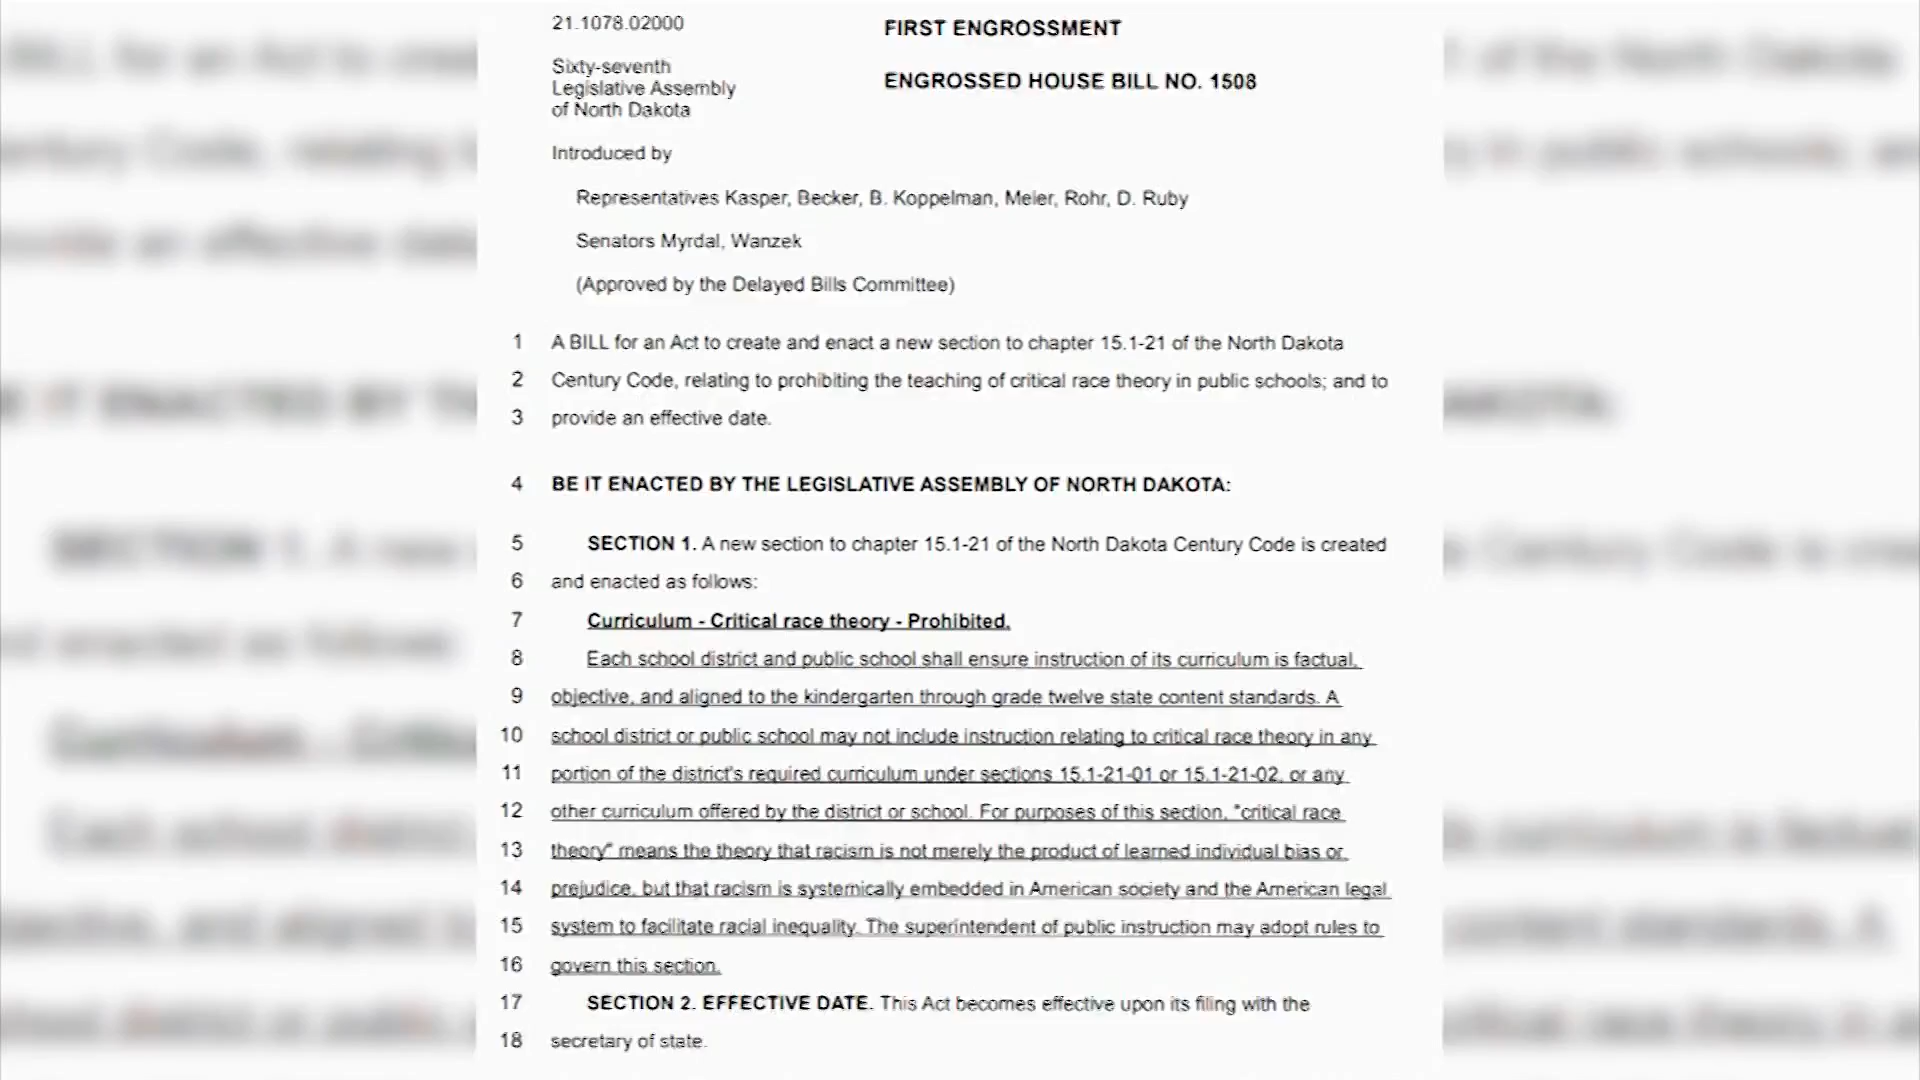 21.1078.02000
FIRST ENGROSSMENT
Sixty-seventh
Legislative Assembly
of North Dakota
ENGROSSED HOUSE BILL NO. 1508
Introduced by
Representatives Kasper, Becker, B. Koppelman, Meier, Rohr, D. Ruby
Senators Myrdal, Wanzek
(Approved by the Delayed Bills Committee)
1 A BILL for an Act to create and enact a new section to chapter 15.1-21 of the North Dakota
2 Century Code, relating to prohibiting the teaching of critical race theory in public schools; and to
3 provide an effective date.
4 BE IT ENACTED BY THE LEGISLATIVE ASSEMBLY OF NORTH DAKOTA:
5 SECTION 1. A new section to chapter 15.1-21 of the North Dakota Century Code is created
6 and enacted as follows:
7 Curriculum - Critical race theory - Prohibited.
8 Each school district and public school shall ensure instruction of its curriculum is factual,
9 objective, and aligned to the kindergarten through grade twelve state content standards. A
10 school district or public school may not include instruction relating to critical race theory in any
11 portion of the district's required curriculum under sections 15.1-21-01 or 15.1-21-02, or any
12 other curriculum offered by the district or school. For purposes of this section, "critical race
13 theory" means the theory that racism is not merely the product of learned individual bias or
14 prejudice, but that racism is systemically embedded in American society and the American legal
15 system to facilitate racial inequality. The superintendent of public instruction may adopt rules to
16 govern this section.
17 SECTION 2. EFFECTIVE DATE. This Act becomes effective upon its filing with the
18 secretary of state.